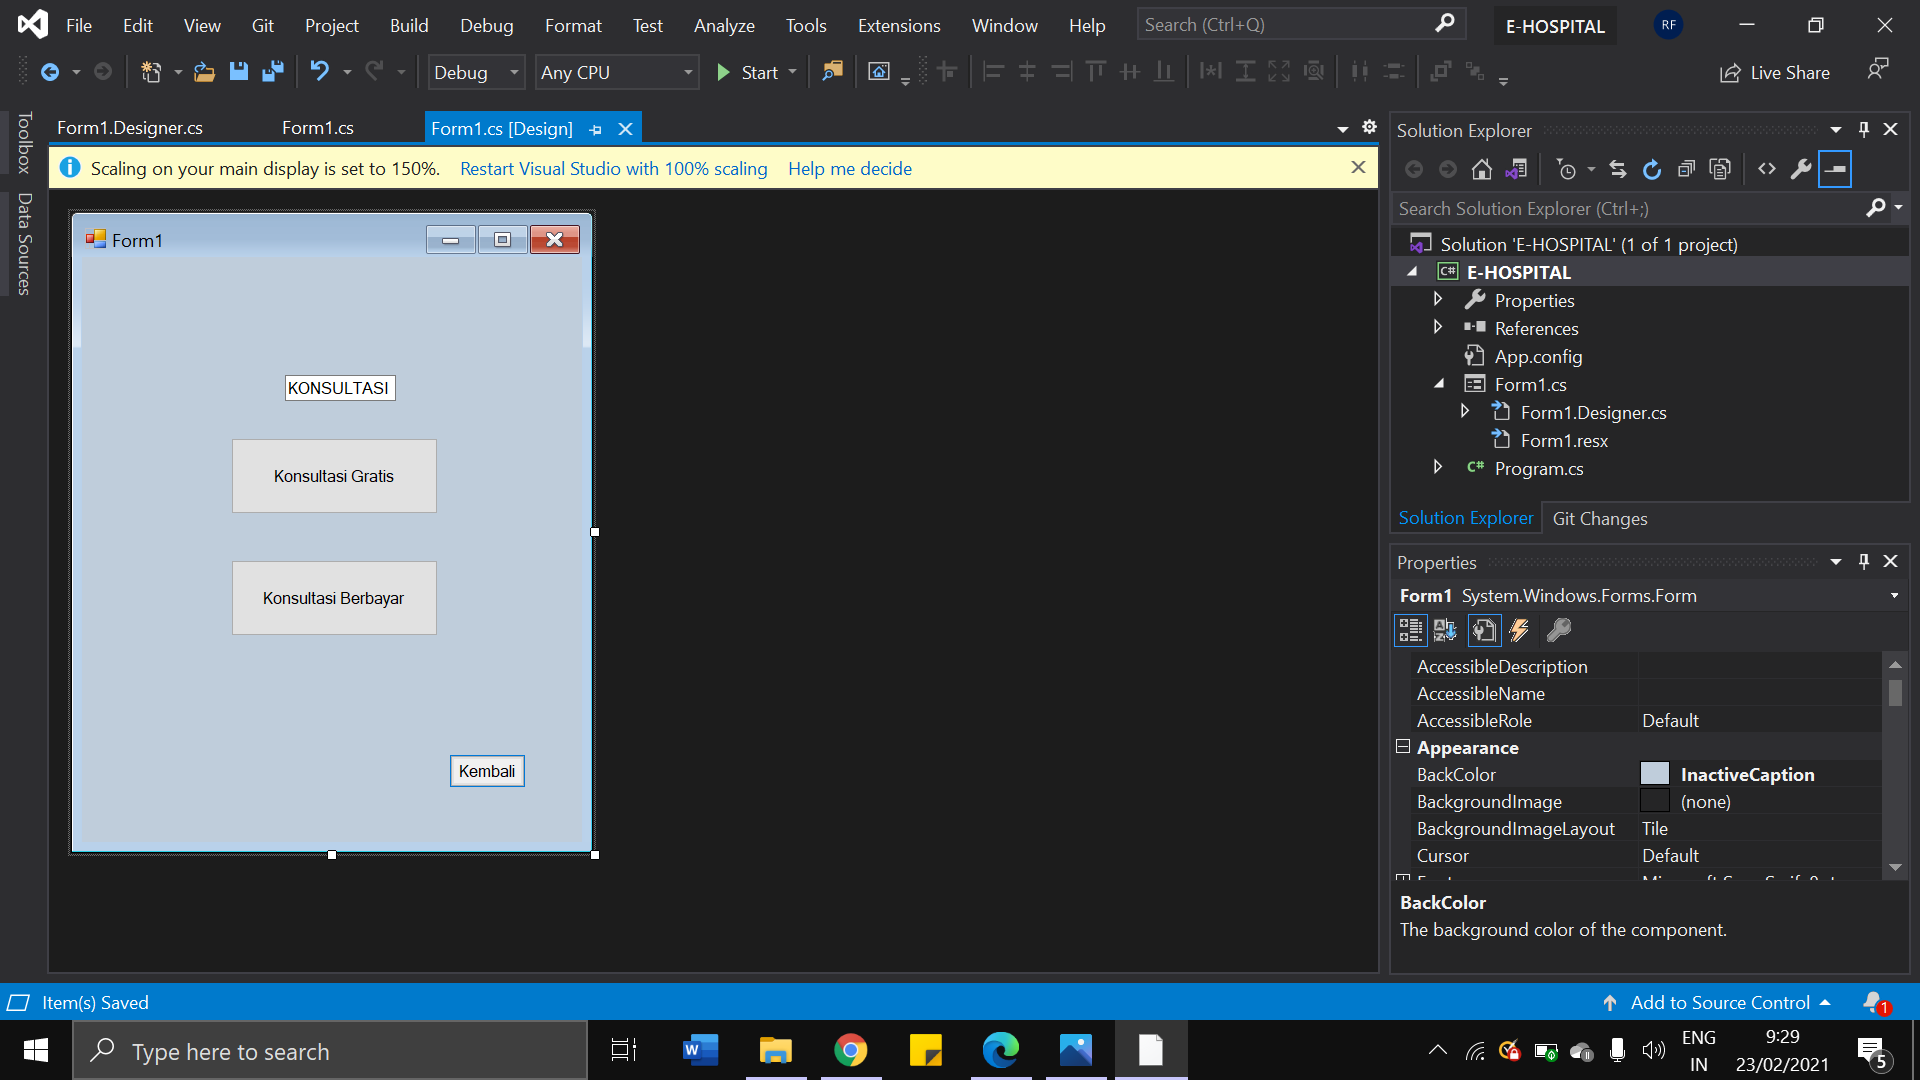 File Edit View Git Project Build Debug Format Test Analyze Tools Extensions Window Help Search (Ctrl+Q) E-HOSPITAL RF
Debug Any CPU Start Live Share
Toolbox
Data Sources
Form1.Designer.cs Form1.cs Form1.cs [Design]
Scaling on your main display is set to 150%. Restart Visual Studio with 100% scaling Help me decide
Form1
KONSULTASI
Konsultasi Gratis
Konsultasi Berbayar
Kembali
Solution Explorer
Search Solution Explorer (Ctrl+;)
Solution 'E-HOSPITAL' (1 of 1 project)
C# E-HOSPITAL
Properties
References
App.config
Form1.cs
Form1.Designer.cs
Form1.resx
C# Program.cs
Solution Explorer Git Changes
Properties
Form1 System.Windows.Forms.Form
AccessibleDescription
AccessibleName
AccessibleRole Default
Appearance
BackColor InactiveCaption
BackgroundImage (none)
BackgroundImageLayout Tile
Cursor Default
BackColor
The background color of the component.
Item(s) Saved Add to Source Control 1
Type here to search
ENG
IN
9:29
23/02/2021
5